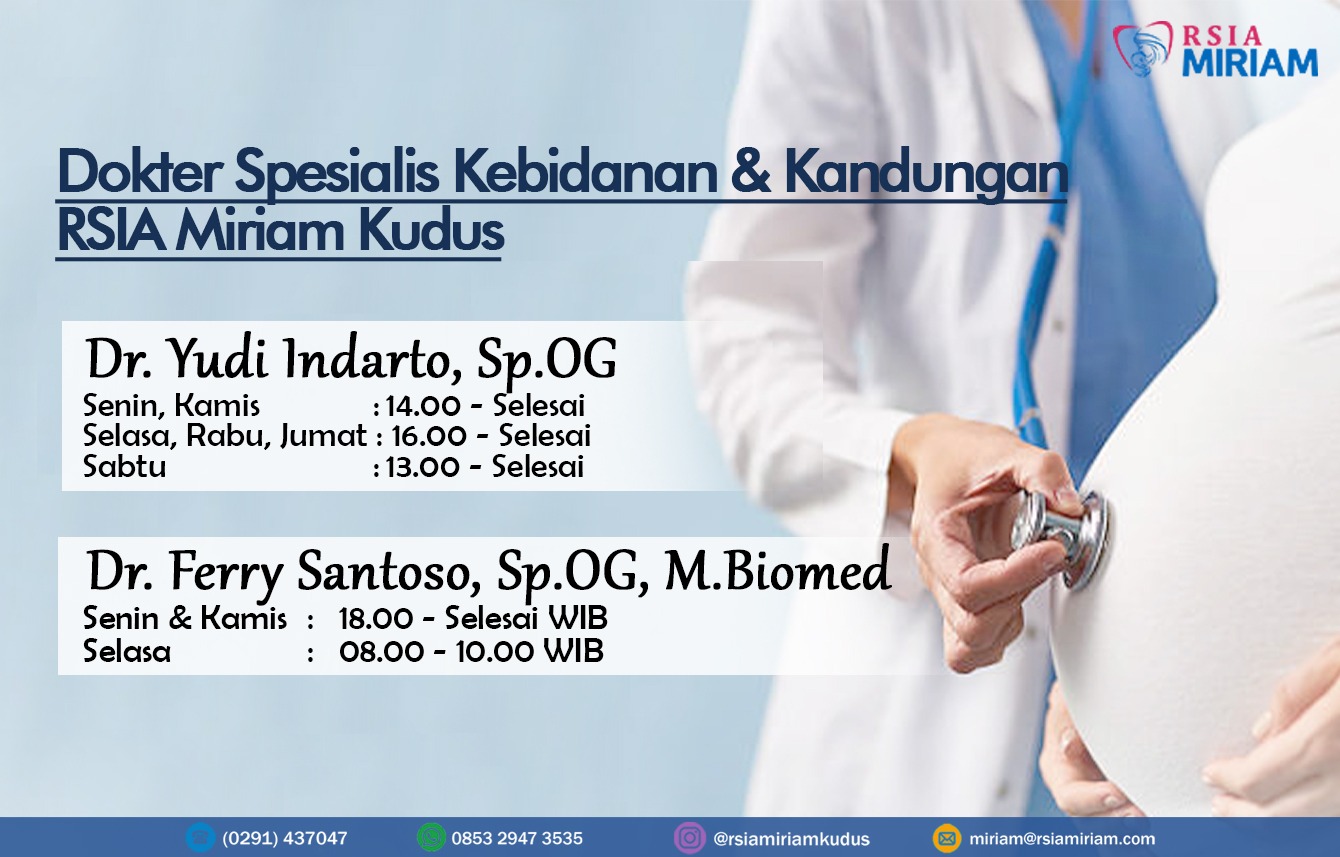 RSIA
MIRIAM
Dokter Spesialis Kebidanan & Kandungan
RSIA Miriam Kudus
Dr. Yudi Indarto, Sp.OG
Senin, Kamis : 14.00 - Selesai
Selasa, Rabu, Jumat : 16.00 - Selesai
Sabtu : 13.00 - Selesai
Dr. Ferry Santoso, Sp.OG, M.Biomed
Senin & Kamis : 18.00 - Selesai WIB
Selasa : 08.00 - 10.00 WIB
(0291) 437047 0853 2947 3535 @rsiamiriamkudus miriam@rsiamiriam.com